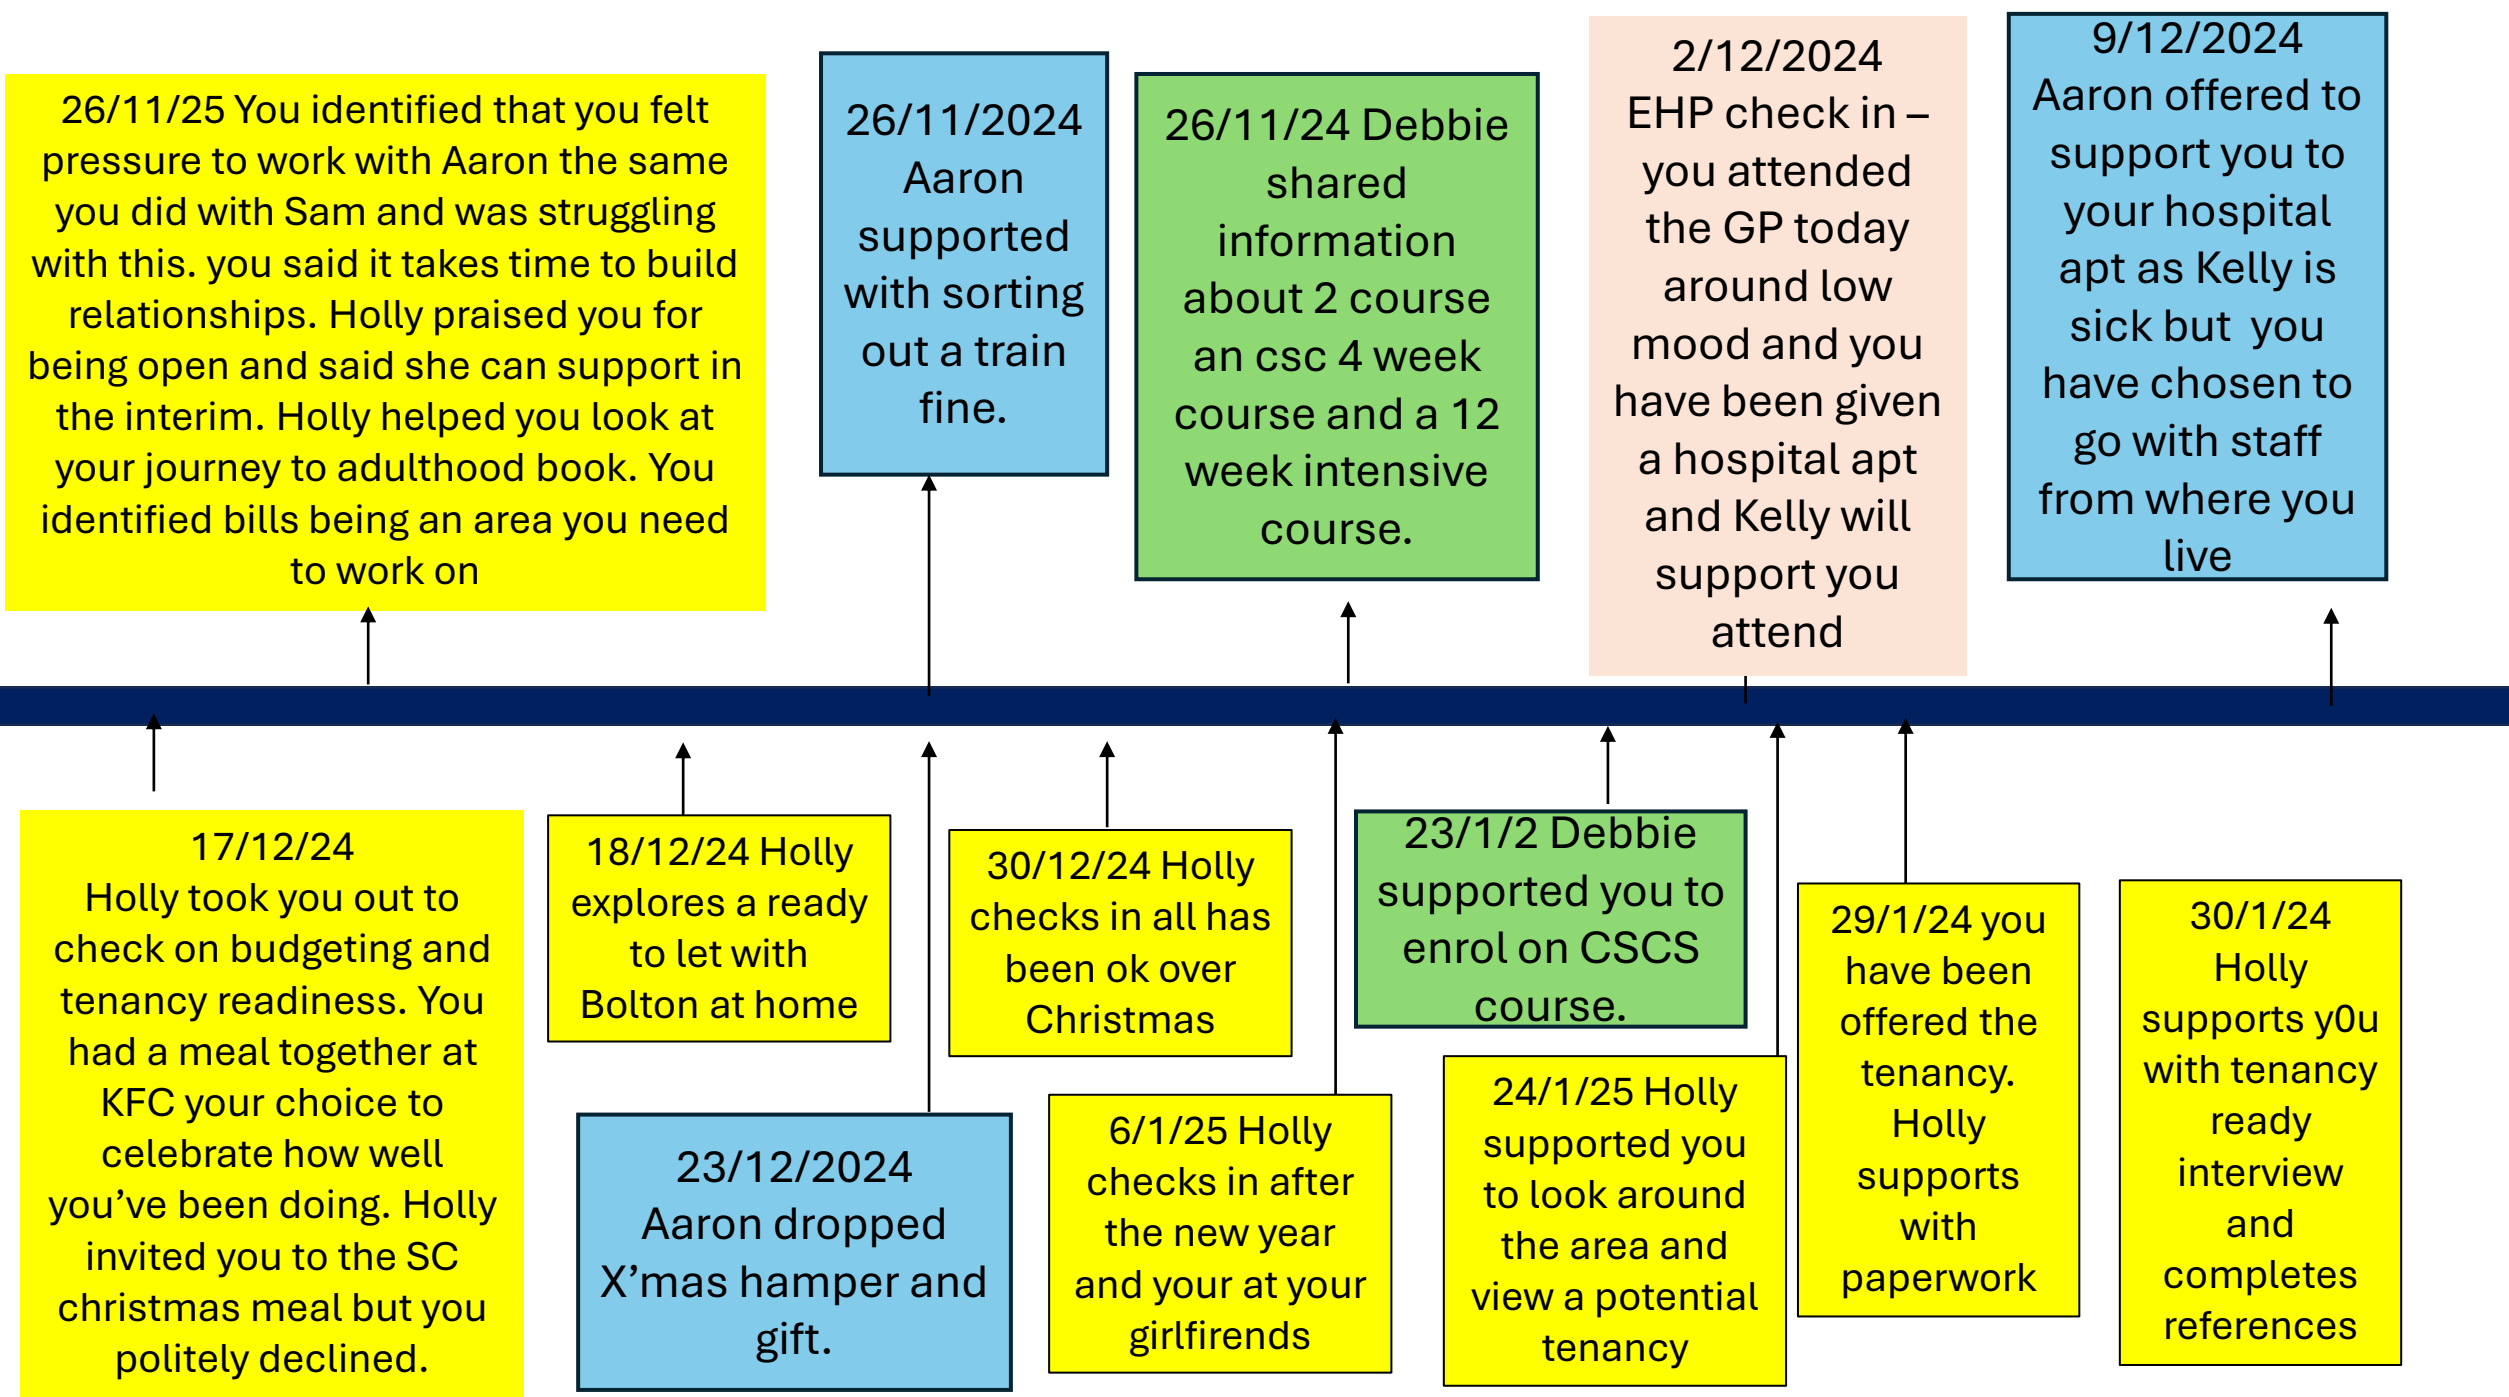 26/11/25 You identified that you felt
pressure to work with Aaron the same
you did with Sam and was struggling
with this. you said it takes time to build
relationships. Holly praised you for
being open and said she can support in
the interim. Holly helped you look at
your journey to adulthood book. You
identified bills being an area you need
to work on
26/11/2024
Aaron
supported
with sorting
out a train
fine.
26/11/24 Debbie
shared
information
about 2 course
an csc 4 week
course and a 12
week intensive
course.
2/12/2024
EHP check in –
you attended
the GP today
around low
mood and you
have been given
a hospital apt
and Kelly will
support you
attend
9/12/2024
Aaron offered to
support you to
your hospital
apt as Kelly is
sick but  you
have chosen to
go with staff
from where you
live
17/12/24
Holly took you out to
check on budgeting and
tenancy readiness. You
had a meal together at
KFC your choice to
celebrate how well
you’ve been doing. Holly
invited you to the SC
christmas meal but you
politely declined.
18/12/24 Holly
explores a ready
to let with
Bolton at home
23/12/2024
Aaron dropped
X’mas hamper and
gift.
30/12/24 Holly
checks in all has
been ok over
Christmas
6/1/25 Holly
checks in after
the new year
and your at your
girlfirends
23/1/2 Debbie
supported you to
enrol on CSCS
course.
24/1/25 Holly
supported you
to look around
the area and
view a potential
tenancy
29/1/24 you
have been
offered the
tenancy.
Holly
supports
with
paperwork
30/1/24
Holly
supports y0u
with tenancy
ready
interview
and
completes
references